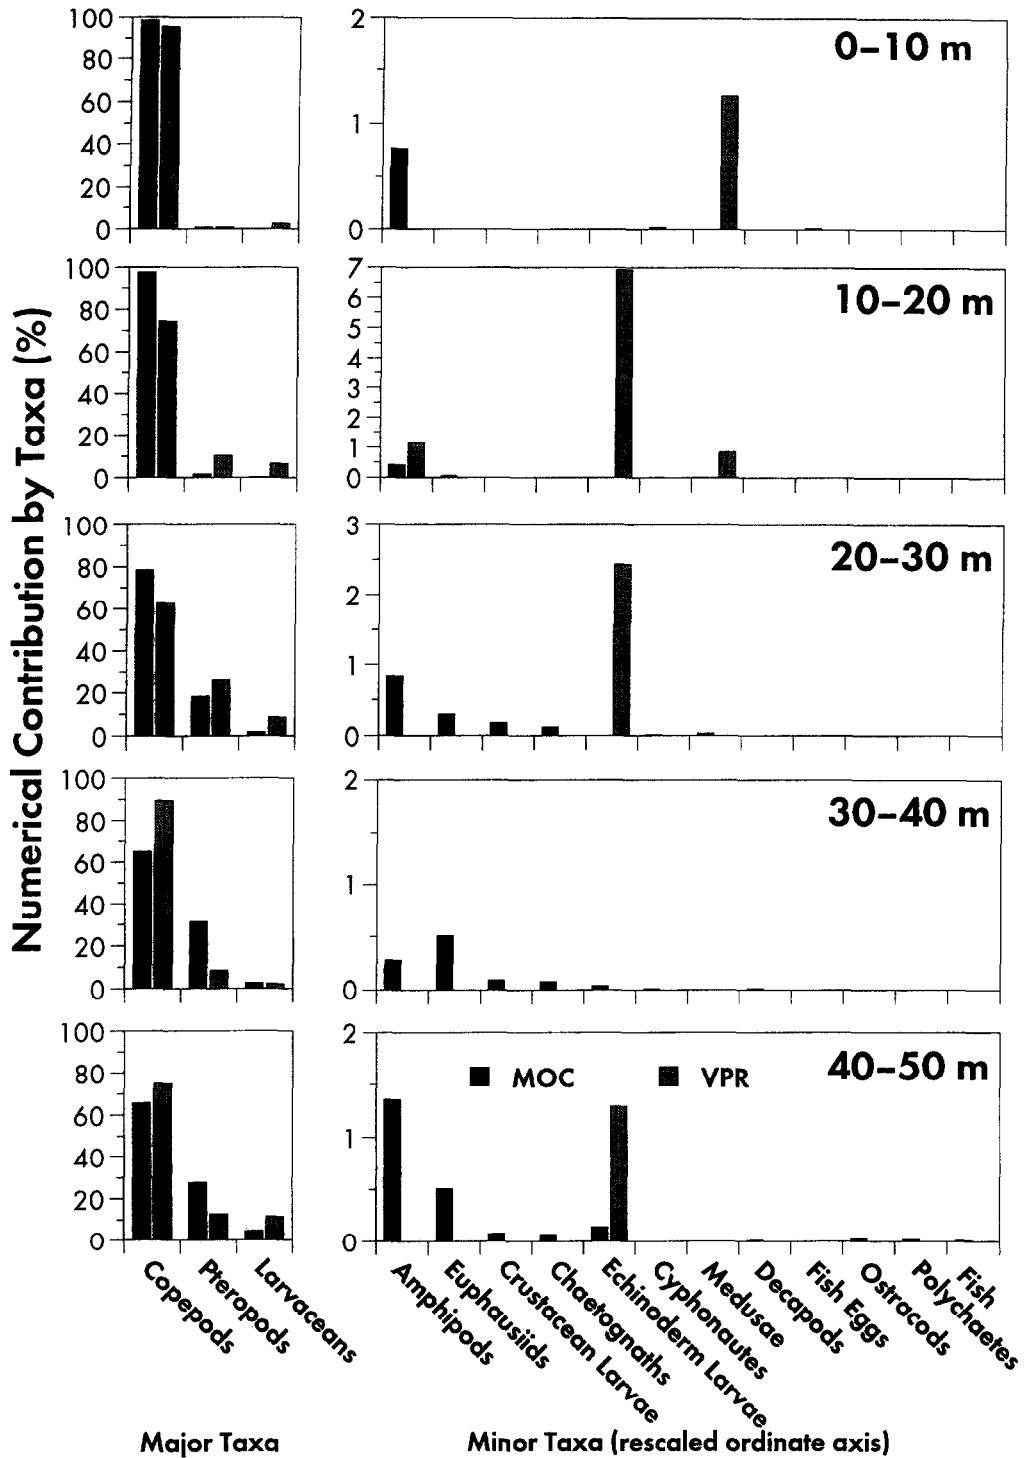 Numerical Contribution by Taxa (%)
100
80
60
40
20
0
2
1
0
0–10 m
100
80
60
40
20
0
7
6
5
4
3
2
1
0
10–20 m
100
80
60
40
20
0
3
2
1
0
20–30 m
100
80
60
40
20
0
2
1
0
30–40 m
100
80
60
40
20
0
2
1
0
MOC
VPR
40–50 m
Copepods
Pteropods
Larvaceans
Amphipods
Euphausiids
Crustacean Larvae
Chaetognaths
Echinoderm Larvae
Cyphonautes
Medusae
Decapods
Fish Eggs
Ostracods
Polychaetes
Fish
Major Taxa
Minor Taxa (rescaled ordinate axis)